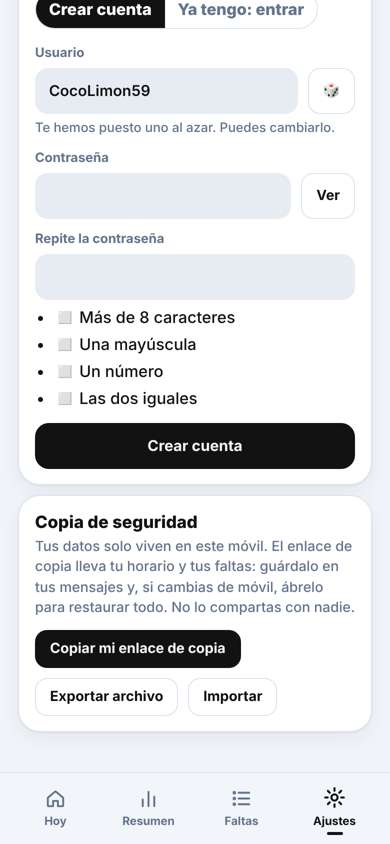 Crear cuenta Ya tengo: entrar
Usuario
CocoLimon59
Te hemos puesto uno al azar. Puedes cambiarlo.
Contraseña
Ver
Repite la contraseña
Más de 8 caracteres
Una mayúscula
Un número
Las dos iguales
Crear cuenta
Copia de seguridad
Tus datos solo viven en este móvil. El enlace de
copia lleva tu horario y tus faltas: guárdalo en
tus mensajes y, si cambias de móvil, ábrelo
para restaurar todo. No lo compartas con nadie.
Copiar mi enlace de copia
Exportar archivo Importar
Hoy Resumen Faltas Ajustes